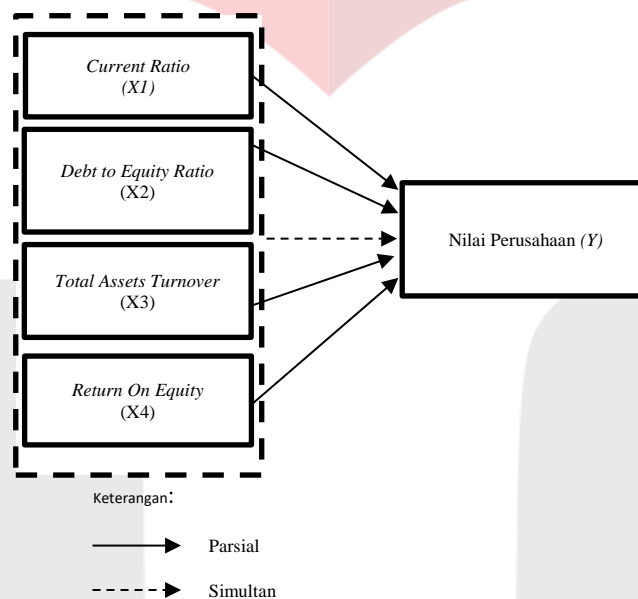 Current Ratio
(X1)
Debt to Equity Ratio
(X2)
Total Assets Turnover
(X3)
Return On Equity
(X4)
Nilai Perusahaan (Y)
Keterangan:
Parsial
Simultan